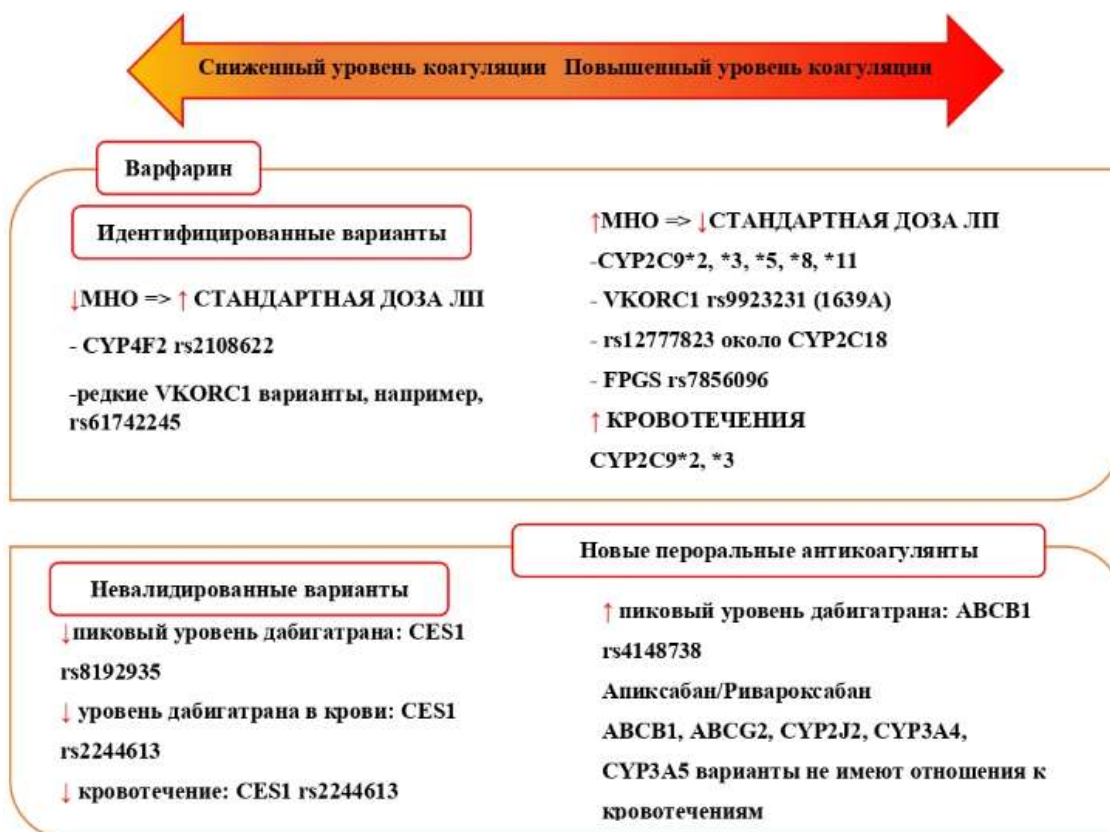 Сниженный уровень коагуляции Повышенный уровень коагуляции
Варфарин
Идентифицированные варианты
↓МНО => ↑ СТАНДАРТНАЯ ДОЗА ЛП
- CYP4F2 rs2108622
-редкие VKORC1 варианты, например,
rs61742245
↑МНО => ↓СТАНДАРТНАЯ ДОЗА ЛП
-CYP2C9*2, *3, *5, *8, *11
- VKORC1 rs9923231 (1639A)
- rs12777823 около CYP2C18
- FPGS rs7856096
↑ КРОВОТЕЧЕНИЯ
CYP2C9*2, *3
Новые пероральные антикоагулянты
Невалидированные варианты
↓пиковый уровень дабигатрана: CES1
rs8192935
↓ уровень дабигатрана в крови: CES1
rs2244613
↓ кровотечение: CES1 rs2244613
↑ пиковый уровень дабигатрана: ABCB1
rs4148738
Апиксабан/Ривароксабан
ABCB1, ABCG2, CYP2J2, CYP3A4,
CYP3A5 варианты не имеют отношения к
кровотечениям